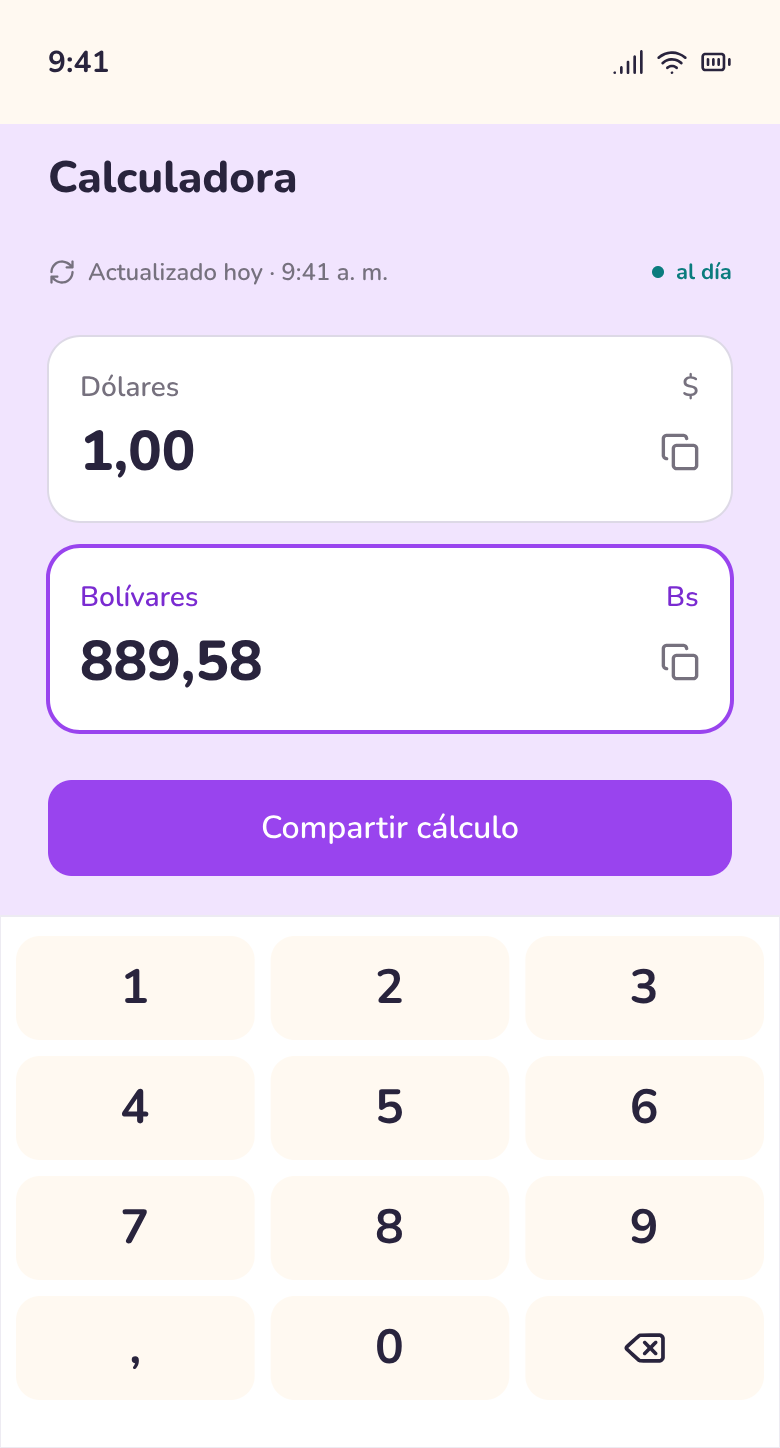 9:41
Calculadora
Actualizado hoy · 9:41 a. m.
al día
Dólares
$
1,00
Bolívares
Bs
889,58
Compartir cálculo
1 2 3
4 5 6
7 8 9
, 0